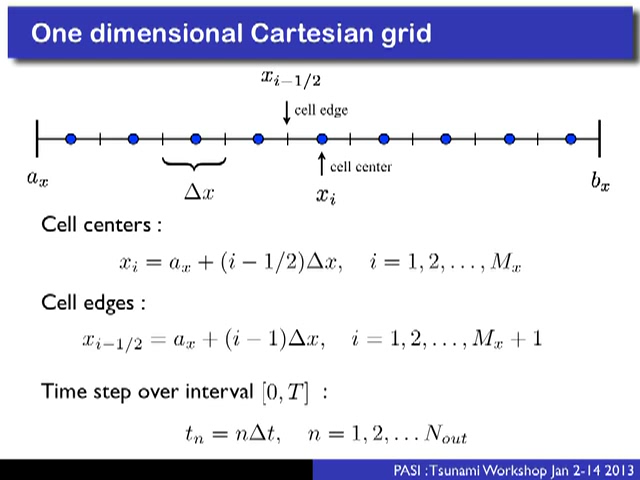 One dimensional Cartesian grid
x_{i−1/2}
cell edge
cell center
a_x
Δx
x_i
b_x
Cell centers :
x_i = a_x + (i − 1/2)Δx, i = 1, 2, . . . , M_x
Cell edges :
x_{i−1/2} = a_x + (i − 1)Δx, i = 1, 2, . . . , M_x + 1
Time step over interval [0, T] :
t_n = nΔt, n = 1, 2, . . . N_{out}
PASI : Tsunami Workshop Jan 2-14 2013